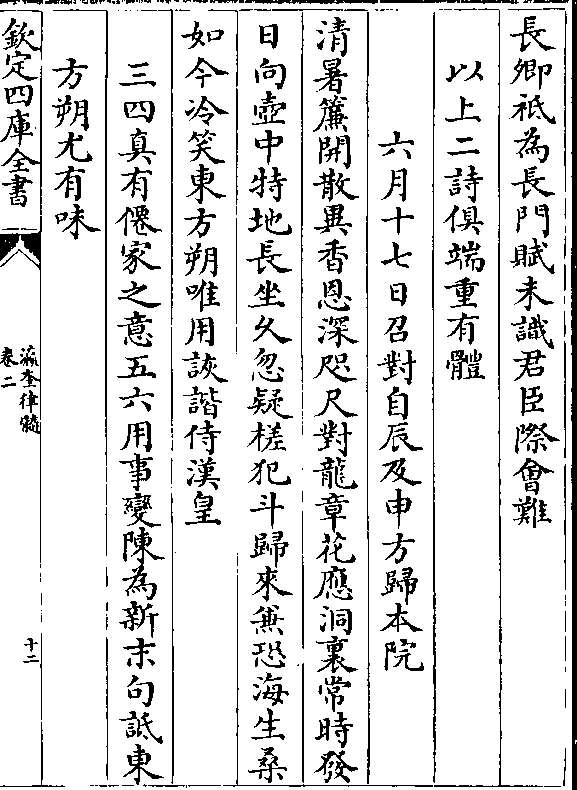 長卿祗為長門賦未識君臣際會難
以上二詩俱端重有體
六月十七日召對自辰及申方歸本院
清暑簾開散異香恩深咫尺對龍章花應洞裏常時發
日向壺中特地長坐久忽疑槎犯斗歸來兼恐海生桑
如今冷笑東方朔唯用詼諧侍漢皇
三四真有僊家之意五六用事變陳為新末句詆東
方朔尤有味
欽定四庫全書
瀛奎律髓
卷二
十二